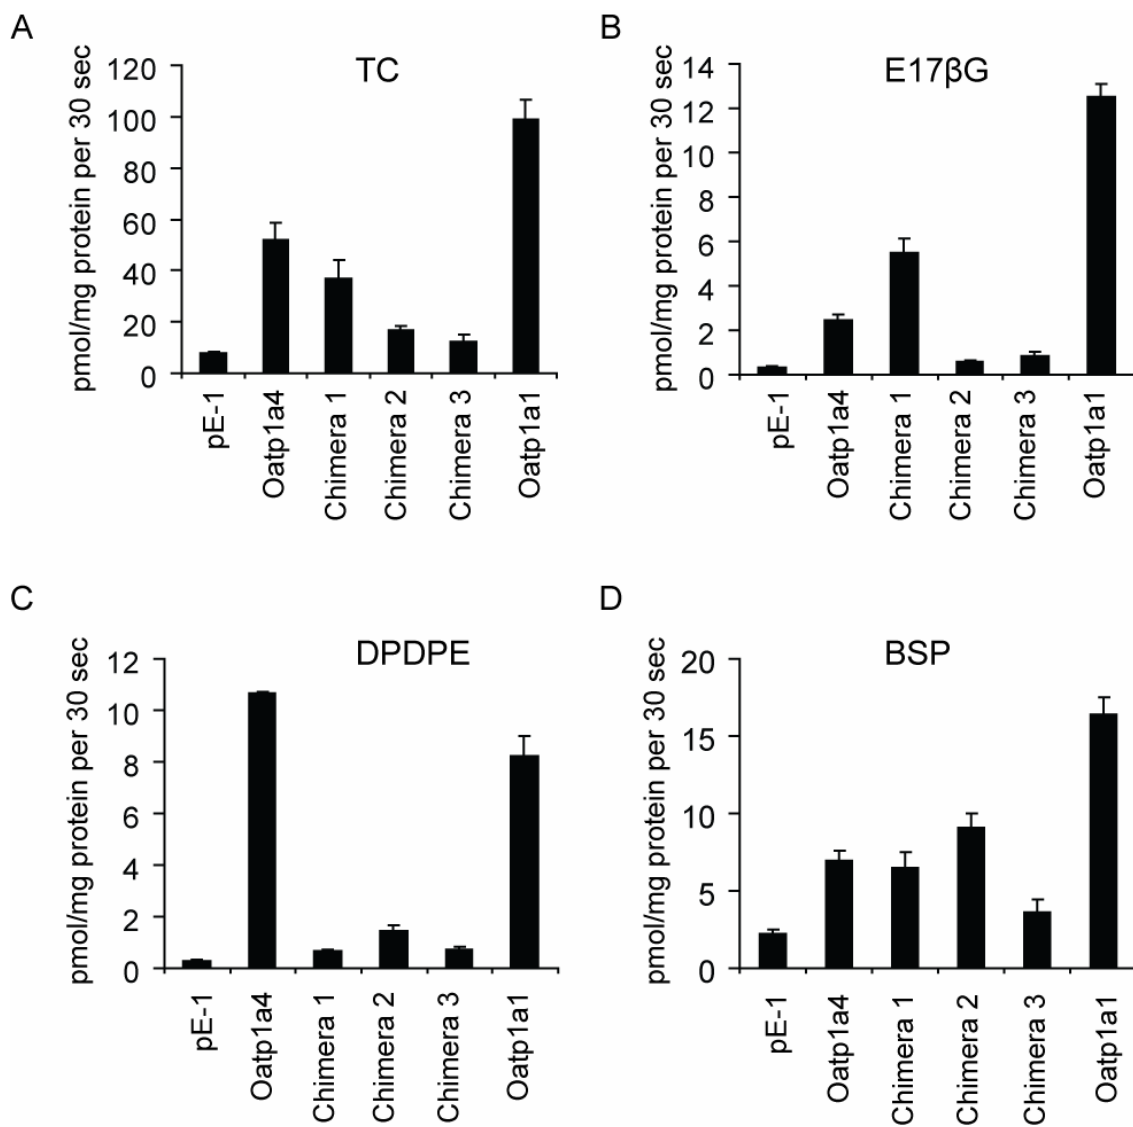 A
TC
pmol/mg protein per 30 sec
120
100
80
60
40
20
0
pE-1
Oatp1a4
Chimera 1
Chimera 2
Chimera 3
Oatp1a1
B
E17βG
pmol/mg protein per 30 sec
14
12
10
8
6
4
2
0
pE-1
Oatp1a4
Chimera 1
Chimera 2
Chimera 3
Oatp1a1
C
DPDPE
pmol/mg protein per 30 sec
12
10
8
6
4
2
0
pE-1
Oatp1a4
Chimera 1
Chimera 2
Chimera 3
Oatp1a1
D
BSP
pmol/mg protein per 30 sec
20
15
10
5
0
pE-1
Oatp1a4
Chimera 1
Chimera 2
Chimera 3
Oatp1a1